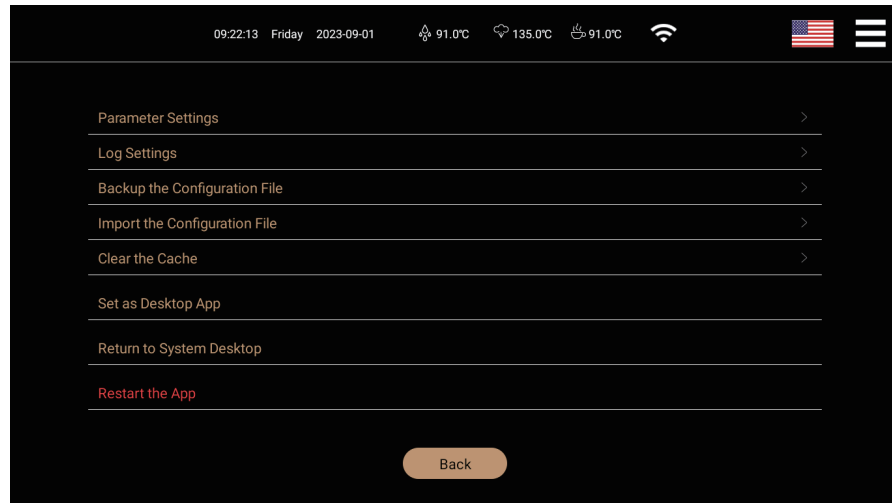 09:22:13 Friday 2023-09-01 91.0℃ 135.0℃ 91.0℃
Parameter Settings
Log Settings
Backup the Configuration File
Import the Configuration File
Clear the Cache
Set as Desktop App
Return to System Desktop
Restart the App
Back